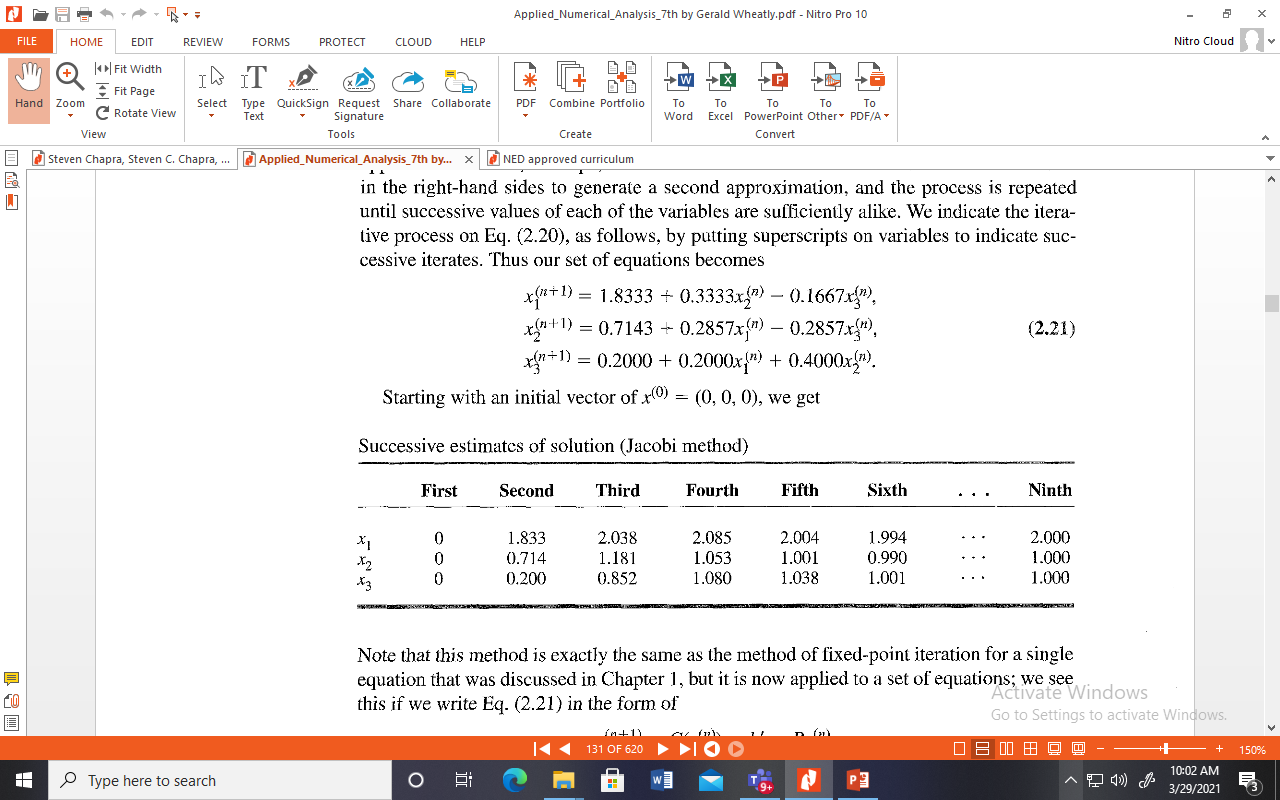 Applied_Numerical_Analysis_7th by Gerald Wheatly.pdf - Nitro Pro 10
FILE HOME EDIT REVIEW FORMS PROTECT CLOUD HELP Nitro Cloud
Hand Zoom Fit Width Fit Page Rotate View
View
Select Type Text QuickSign Request Signature Share Collaborate
Tools
PDF Combine Portfolio
Create
To Word To Excel To PowerPoint To Other To PDF/A
Convert
Steven Chapra, Steven C. Chapra, ... Applied_Numerical_Analysis_7th by... NED approved curriculum
in the right-hand sides to generate a second approximation, and the process is repeated
until successive values of each of the variables are sufficiently alike. We indicate the itera-
tive process on Eq. (2.20), as follows, by putting superscripts on variables to indicate suc-
cessive iterates. Thus our set of equations becomes
x₁⁽ⁿ⁺¹⁾ = 1.8333 + 0.3333x₂⁽ⁿ⁾ − 0.1667x₃⁽ⁿ⁾,
x₂⁽ⁿ⁺¹⁾ = 0.7143 + 0.2857x₁⁽ⁿ⁾ − 0.2857x₃⁽ⁿ⁾, (2.21)
x₃⁽ⁿ⁺¹⁾ = 0.2000 + 0.2000x₁⁽ⁿ⁾ + 0.4000x₂⁽ⁿ⁾.
Starting with an initial vector of x⁽⁰⁾ = (0, 0, 0), we get
Successive estimates of solution (Jacobi method)
First Second Third Fourth Fifth Sixth . . . Ninth
x₁ 0 1.833 2.038 2.085 2.004 1.994 · · · 2.000
x₂ 0 0.714 1.181 1.053 1.001 0.990 · · · 1.000
x₃ 0 0.200 0.852 1.080 1.038 1.001 · · · 1.000
Note that this method is exactly the same as the method of fixed-point iteration for a single
equation that was discussed in Chapter 1, but it is now applied to a set of equations; we see
this if we write Eq. (2.21) in the form of
Activate Windows
Go to Settings to activate Windows.
131 OF 620 150%
Type here to search
9+
10:02 AM
3/29/2021
3